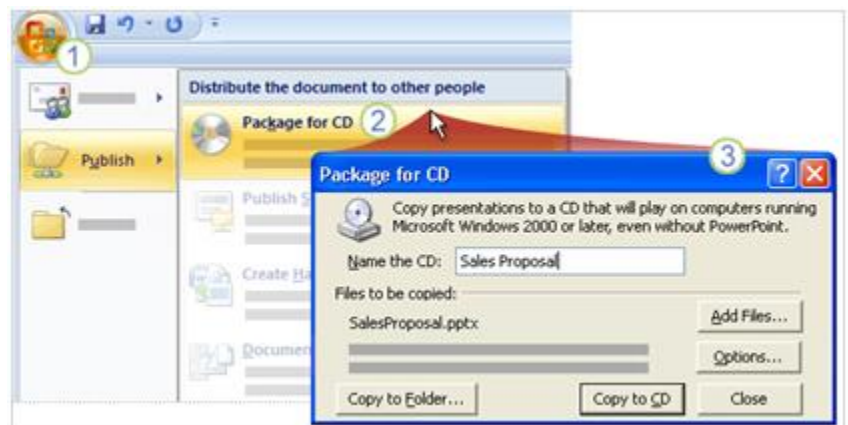 1
Distribute the document to other people
Package for CD 2
Publish
3
Package for CD
Copy presentations to a CD that will play on computers running
Microsoft Windows 2000 or later, even without PowerPoint.
Name the CD: Sales Proposal
Files to be copied:
SalesProposal.pptx
Add Files...
Options...
Copy to Folder... Copy to CD Close
Publish
Create
Documen